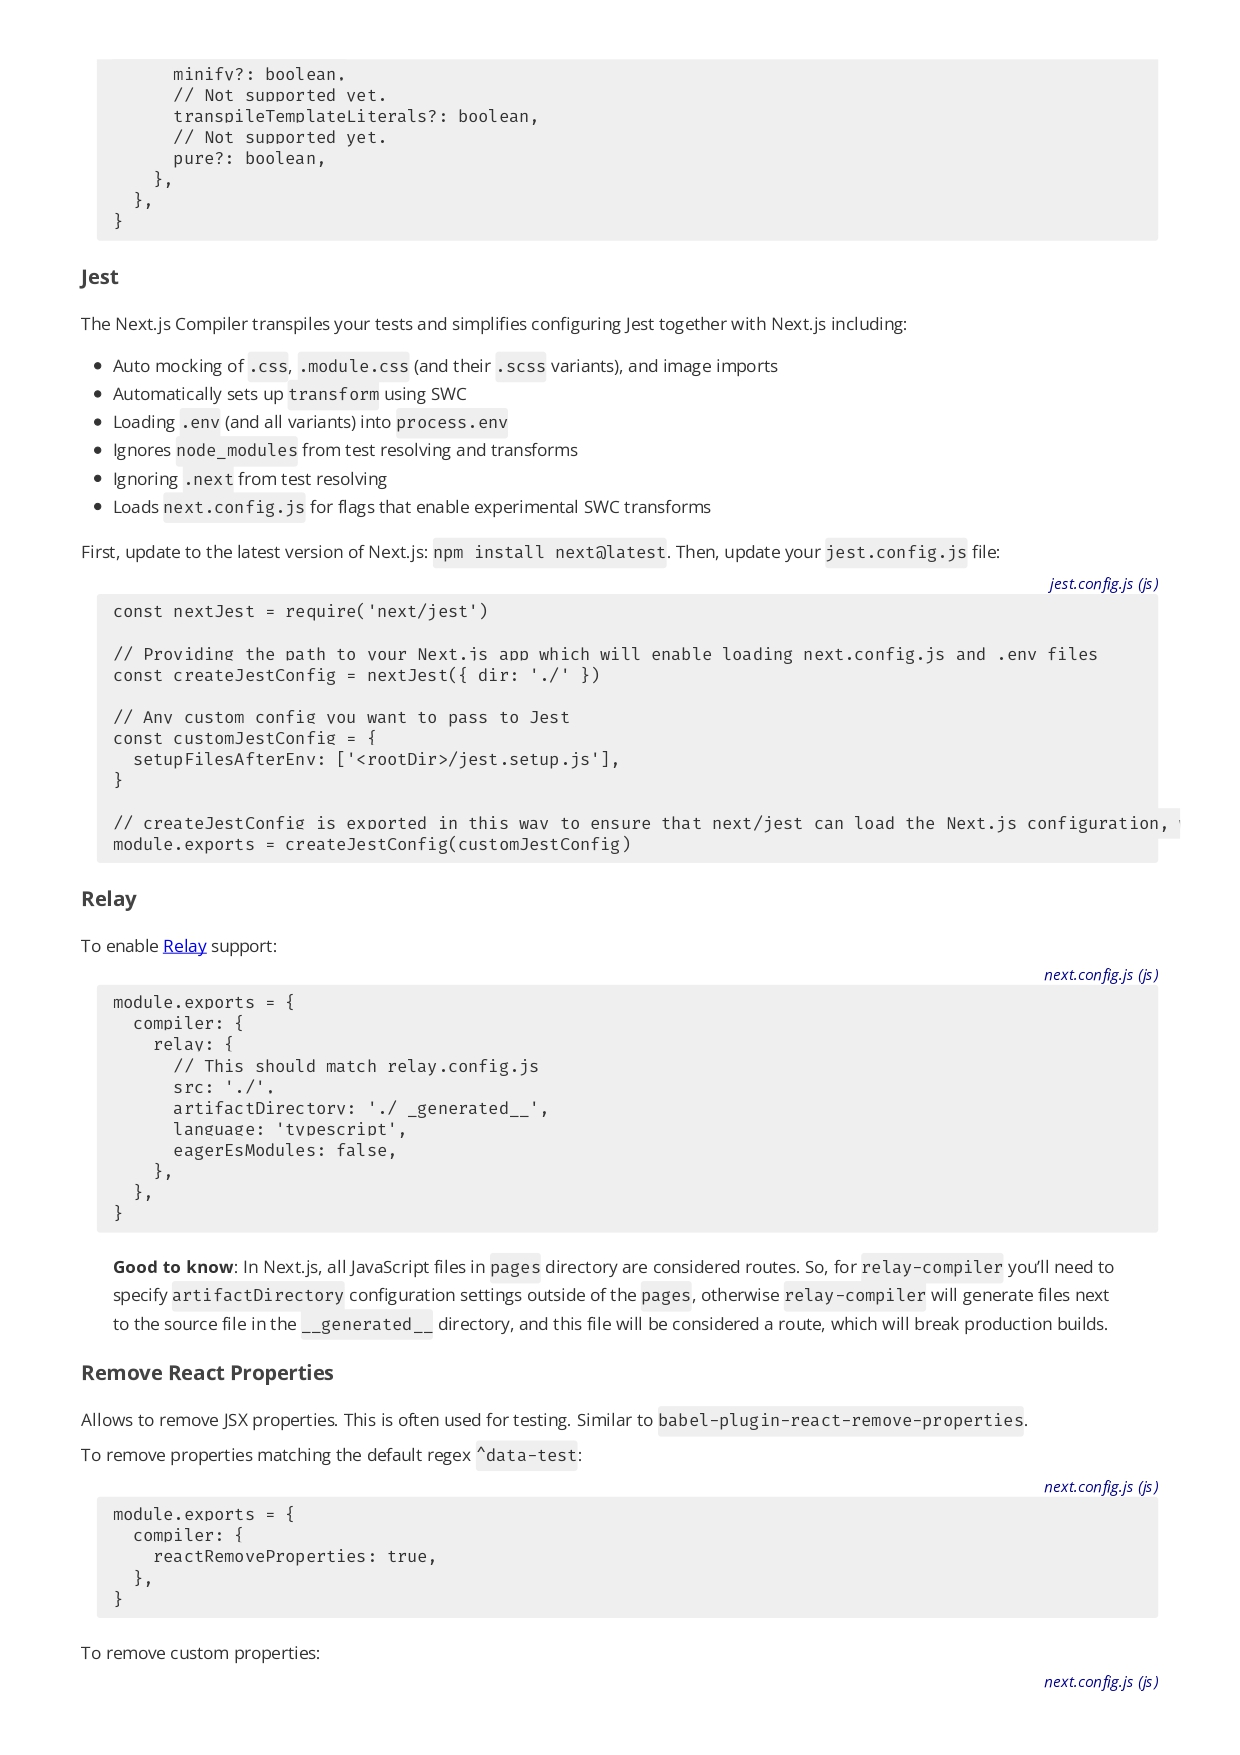 minify?: boolean,
      // Not supported yet.
      transpileTemplateLiterals?: boolean,
      // Not supported yet.
      pure?: boolean,
    },
  },
}
Jest
The Next.js Compiler transpiles your tests and simplifies configuring Jest together with Next.js including:
● Auto mocking of .css, .module.css (and their .scss variants), and image imports
● Automatically sets up transform using SWC
● Loading .env (and all variants) into process.env
● Ignores node_modules from test resolving and transforms
● Ignoring .next from test resolving
● Loads next.config.js for flags that enable experimental SWC transforms
First, update to the latest version of Next.js: npm install next@latest. Then, update your jest.config.js file:
jest.config.js (js)
const nextJest = require('next/jest')
// Providing the path to your Next.js app which will enable loading next.config.js and .env files
const createJestConfig = nextJest({ dir: './' })
// Any custom config you want to pass to Jest
const customJestConfig = {
  setupFilesAfterEnv: ['<rootDir>/jest.setup.js'],
}
// createJestConfig is exported in this way to ensure that next/jest can load the Next.js configuration,
module.exports = createJestConfig(customJestConfig)
Relay
To enable Relay support:
next.config.js (js)
module.exports = {
  compiler: {
    relay: {
      // This should match relay.config.js
      src: './',
      artifactDirectory: './ _generated__',
      language: 'typescript',
      eagerEsModules: false,
    },
  },
}
Good to know: In Next.js, all JavaScript files in pages directory are considered routes. So, for relay-compiler you’ll need to
specify artifactDirectory configuration settings outside of the pages, otherwise relay-compiler will generate files next
to the source file in the __generated__ directory, and this file will be considered a route, which will break production builds.
Remove React Properties
Allows to remove JSX properties. This is often used for testing. Similar to babel-plugin-react-remove-properties.
To remove properties matching the default regex ^data-test:
next.config.js (js)
module.exports = {
  compiler: {
    reactRemoveProperties: true,
  },
}
To remove custom properties:
next.config.js (js)